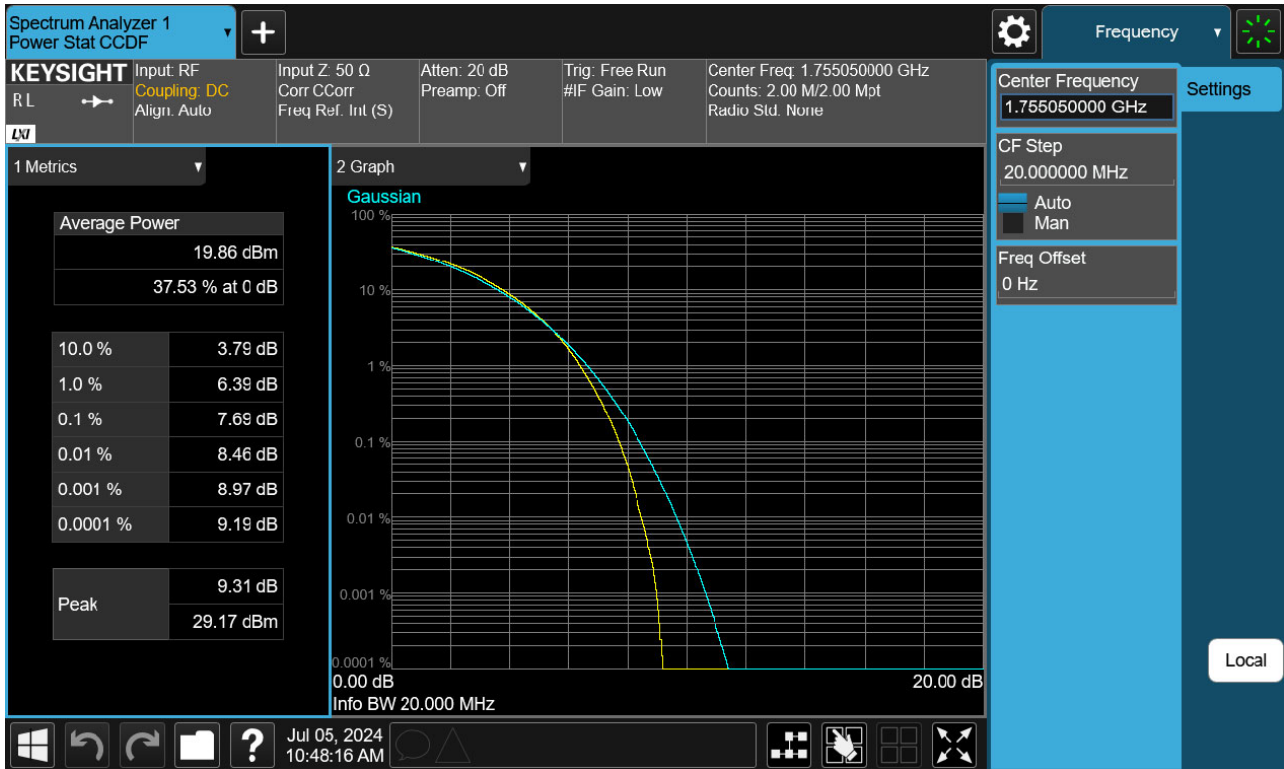 Spectrum Analyzer 1
Power Stat CCDF
+
Frequency
KEYSIGHT
R L
LXI
Input: RF
Coupling: DC
Align: Auto
Input Z: 50 Ω
Corr CCorr
Freq Ref: Int (S)
Atten: 20 dB
Preamp: Off
Trig: Free Run
#IF Gain: Low
Center Freq: 1.755050000 GHz
Counts: 2.00 M/2.00 Mpt
Radio Std: None
1 Metrics
Average Power
19.86 dBm
37.53 % at 0 dB
10.0 % 3.79 dB
1.0 % 6.39 dB
0.1 % 7.69 dB
0.01 % 8.46 dB
0.001 % 8.97 dB
0.0001 % 9.19 dB
Peak
9.31 dB
29.17 dBm
2 Graph
Gaussian
100 %
10 %
1 %
0.1 %
0.01 %
0.001 %
0.0001 %
0.00 dB 20.00 dB
Info BW 20.000 MHz
Center Frequency
1.755050000 GHz
CF Step
20.000000 MHz
Auto
Man
Freq Offset
0 Hz
Settings
Local
?
Jul 05, 2024
10:48:16 AM